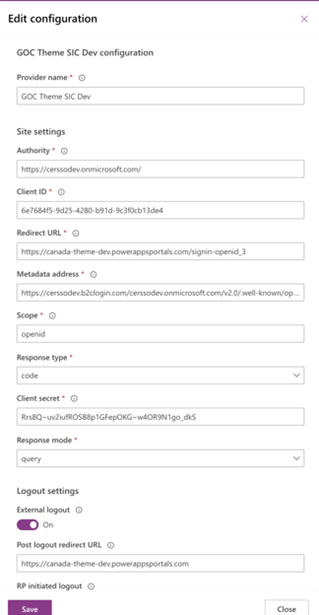 Edit configuration
GOC Theme SIC Dev configuration
Provider name *
GOC Theme SIC Dev
Site settings
Authority *
https://cerssodev.onmicrosoft.com/
Client ID *
6e7684f5-9d25-4280-b91d-9c3f0cb13de4
Redirect URL *
https://canada-theme-dev.powerappsportals.com/signin-openid_3
Metadata address *
https://cerssodev.b2clogin.com/cerssodev.onmicrosoft.com/v2.0/.well-known/op...
Scope *
openid
Response type *
code
Client secret *
Rrs8Q~uv2iufROSB8p1GFepOKG~w4OR9N1go_dkS
Response mode *
query
Logout settings
External logout
On
Post logout redirect URL
https://canada-theme-dev.powerappsportals.com
RP initiated logout
Save
Close